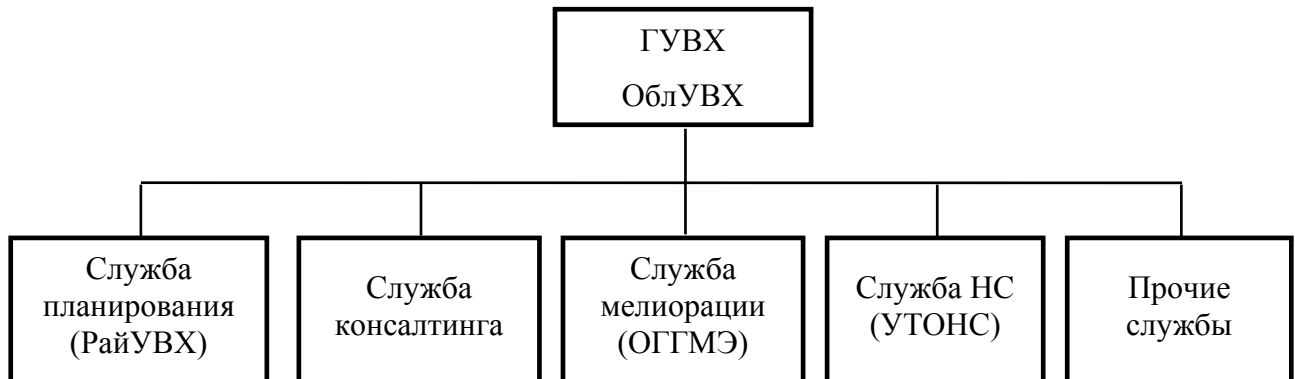 ГУВХ
ОблУВХ
Служба
планирования
(РайУВХ)
Служба
консалтинга
Служба
мелиорации
(ОГГМЭ)
Служба НС
(УТОНС)
Прочие
службы